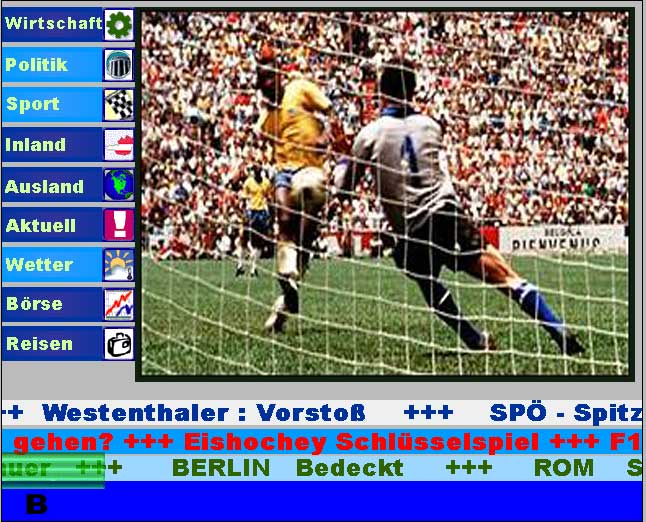 Wirtschaft
Politik
Sport
Inland
Ausland
Aktuell
Wetter
Börse
Reisen
BIENVENUE
++ Westenthaler : Vorstoß +++ SPÖ - Spitz
gehen? +++ Eishochey Schlüsselspiel +++ F1
auer +++ BERLIN Bedeckt +++ ROM S
B